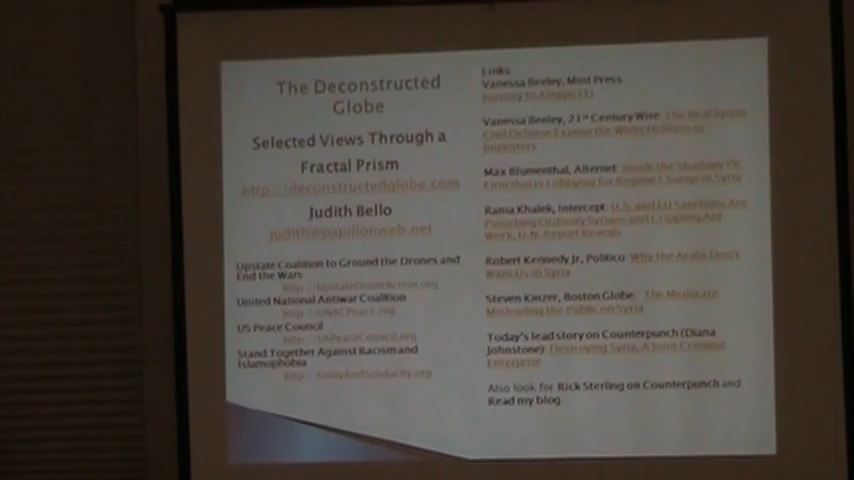 The Deconstructed
Globe
Selected Views Through a
Fractal Prism
http://deconstructedglobe.com
Judith Bello
judith@papillonweb.net
Upstate Coalition to Ground the Drones and
End the Wars
http://UpstateDroneAction.org
United National Antiwar Coalition
http://UNACPeace.org
US Peace Council
http://USPeaceCouncil.org
Stand Together Against Racism and
Islamophobia
http://UnityAndSolidarity.org
Links:
Vanessa Beeley, Mint Press:
Journey to Aleppo
Vanessa Beeley, 21st Century Wire: The Real Syrian
Civil Defense Expose the White Helmets as
Imposters
Max Blumenthal, Alternet: Inside the Shadowy PR
Firm that is Lobbying for Regime Change in Syria
Rania Khalek, Intercept: U.S. and EU Sanctions Are
Punishing Ordinary Syrians and Crippling Aid
Work, U.N. Report Reveals
Robert Kennedy Jr, Politico: Why the Arabs Don't
Want Us in Syria
Steven Kinzer, Boston Globe: The Media are
Misleading the Public on Syria
Today's lead story on Counterpunch (Diana
Johnstone): Destroying Syria, A Joint Criminal
Enterprise
Also look for Rick Sterling on Counterpunch and
Read my blog